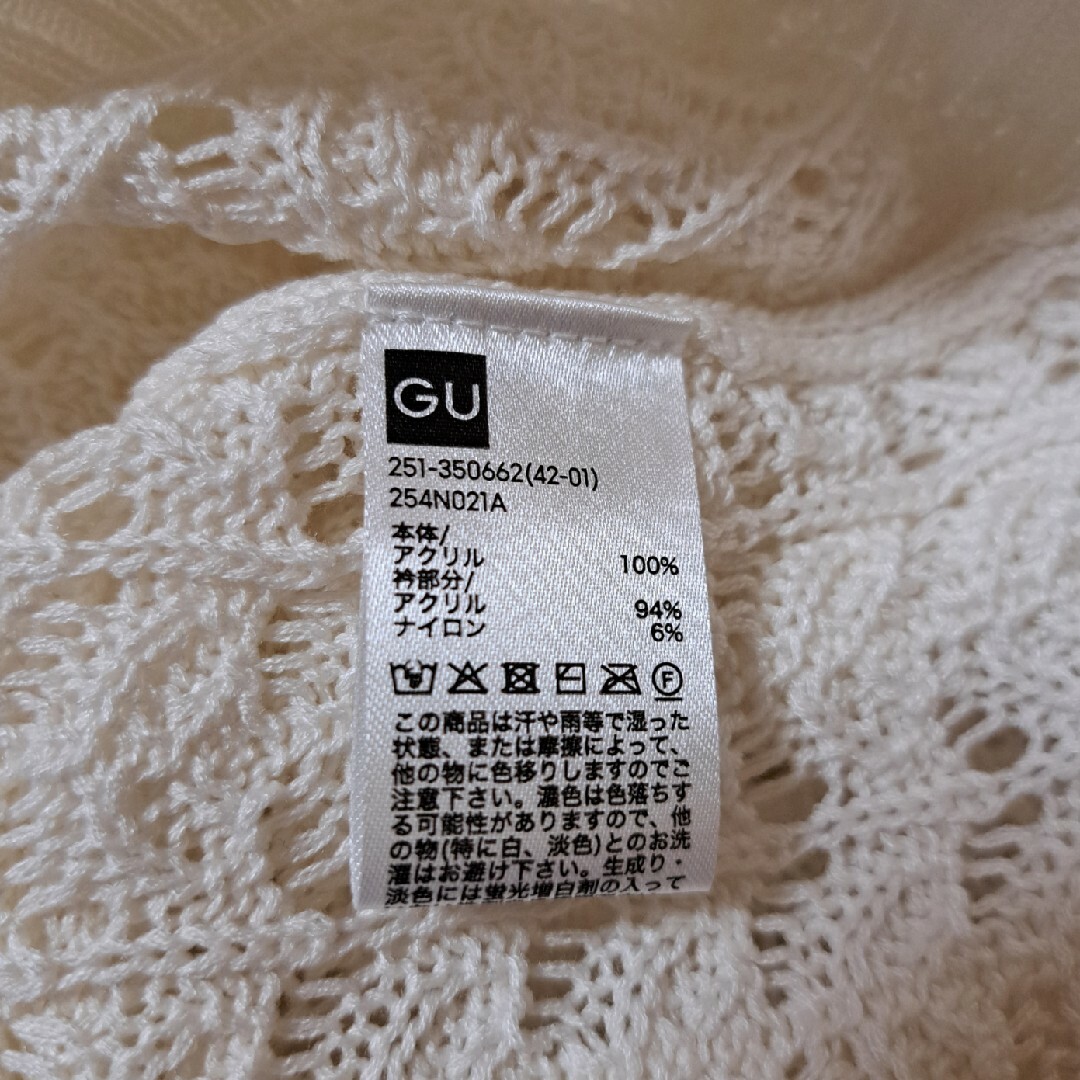 GU
251-350662(42-01)
254N021A
本体/
アクリル 100%
衿部分/
アクリル 94%
ナイロン 6%
F
この商品は汗や雨等で湿った
状態、または摩擦によって、
他の物に色移りしますのでご
注意下さい。濃色は色落ちす
る可能性がありますので、他
の物(特に白、淡色)とのお洗
濯はお避け下さい。生成り・
淡色には蛍光増白剤の入って